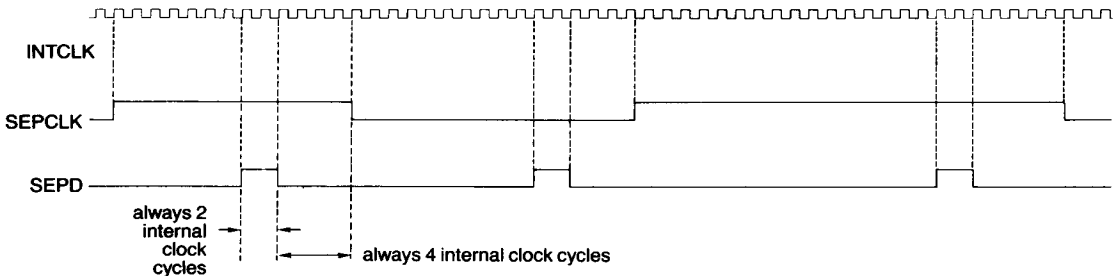 INTCLK
SEPCLK
SEPD
always 2
internal
clock
cycles
always 4 internal clock cycles